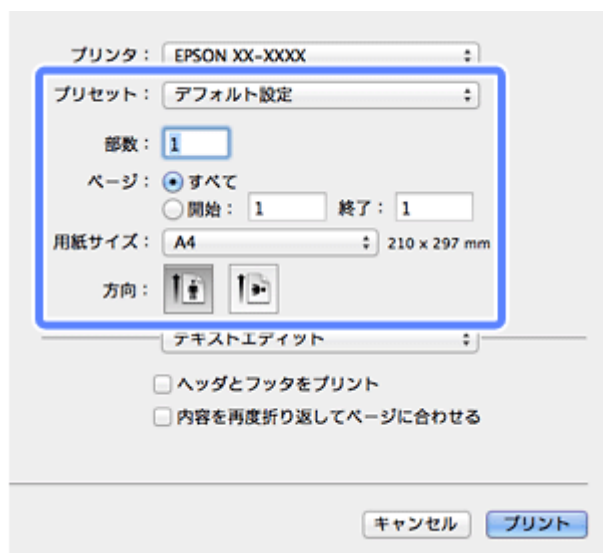 プリンタ： EPSON XX-XXXX
プリセット： デフォルト設定
部数： 1
ページ： すべて
開始： 1 終了： 1
用紙サイズ： A4 210 x 297 mm
方向：
テキストエディット
ヘッダとフッタをプリント
内容を再度折り返してページに合わせる
キャンセル プリント